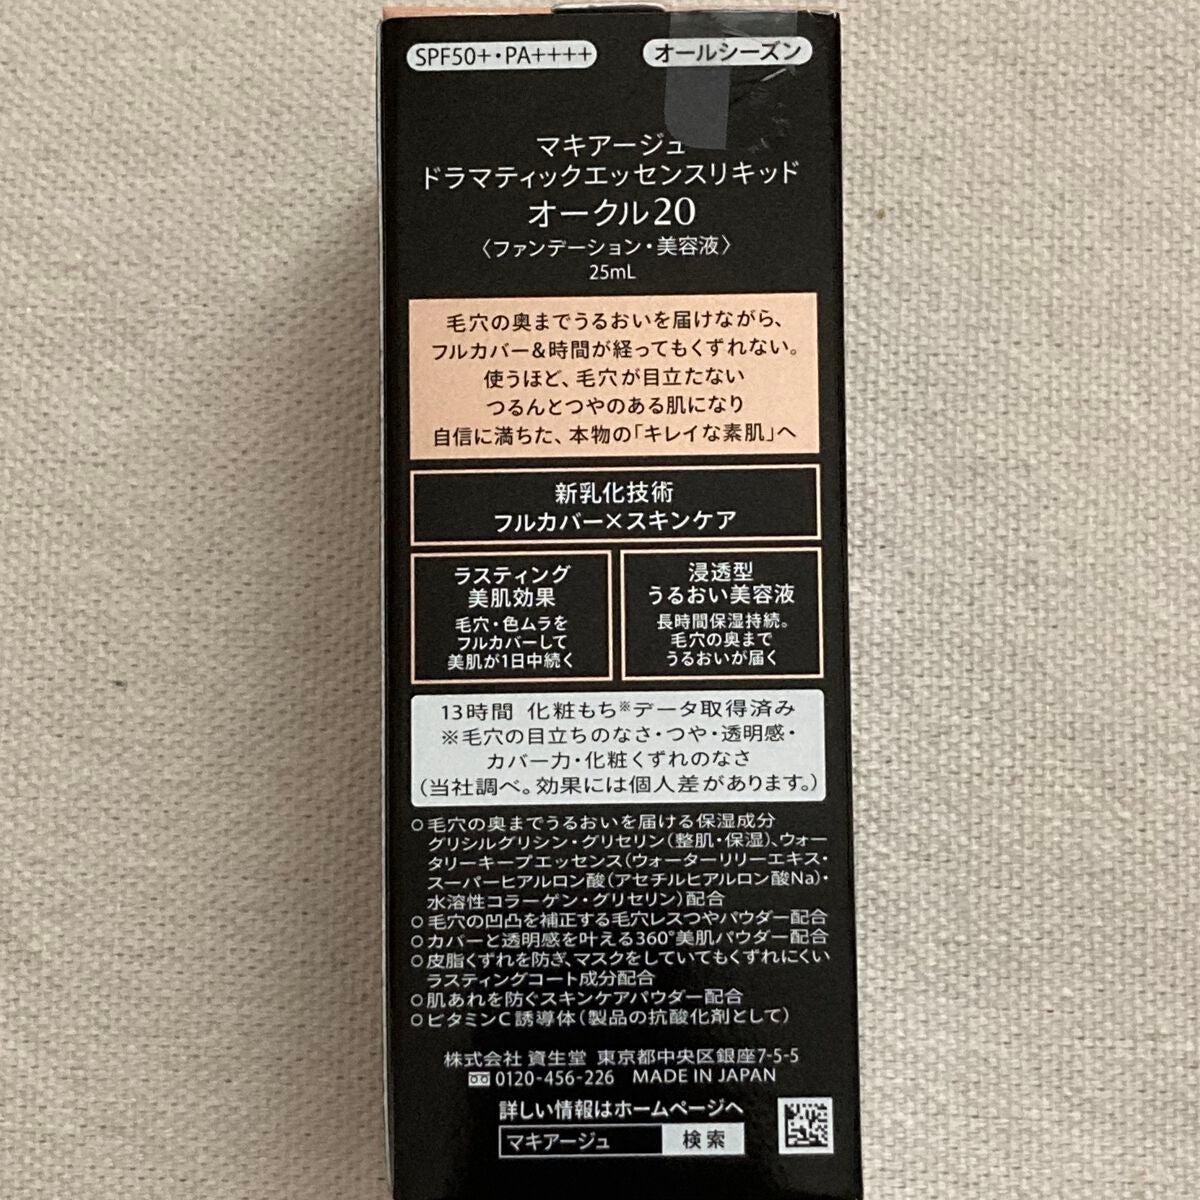 SPF50+・PA++++ オールシーズン
マキアージュ
ドラマティックエッセンスリキッド
オークル20
〈ファンデーション・美容液〉
25mL
毛穴の奥までうるおいを届けながら、
フルカバー&時間が経ってもくずれない。
使うほど、毛穴が目立たない
つるんとつやのある肌になり
自信に満ちた、本物の「キレイな素肌」へ
新乳化技術
フルカバー×スキンケア
ラスティング
美肌効果
毛穴・色ムラを
フルカバーして
美肌が1日中続く
浸透型
うるおい美容液
長時間保湿持続。
毛穴の奥まで
うるおいが届く
13時間 化粧もち※データ取得済み
※毛穴の目立ちのなさ・つや・透明感・
カバー力・化粧くずれのなさ
(当社調べ。効果には個人差があります。)
○毛穴の奥までうるおいを届ける保湿成分
グリシルグリシン・グリセリン(整肌・保湿)、ウォー
タリーキープエッセンス(ウォーターリリーエキス・
スーパーヒアルロン酸(アセチルヒアルロン酸Na)・
水溶性コラーゲン・グリセリン)配合
○毛穴の凹凸を補正する毛穴レスつやパウダー配合
○カバーと透明感を叶える360°美肌パウダー配合
○皮脂くずれを防ぎ、マスクをしていてもくずれにくい
ラスティングコート成分配合
○肌あれを防ぐスキンケアパウダー配合
○ビタミンC誘導体(製品の抗酸化剤として)
株式会社 資生堂 東京都中央区銀座7-5-5
0120-456-226 MADE IN JAPAN
詳しい情報はホームページへ
マキアージュ 検索